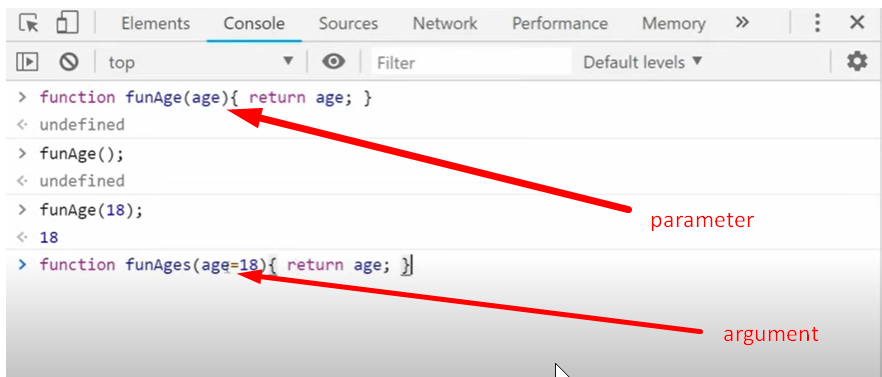 Elements Console Sources Network Performance Memory »
top ▼ Filter Default levels ▼
> function funAge(age){ return age; }
<· undefined
> funAge();
<· undefined
> funAge(18);
parameter
<· 18
> function funAges(age=18){ return age; }
argument